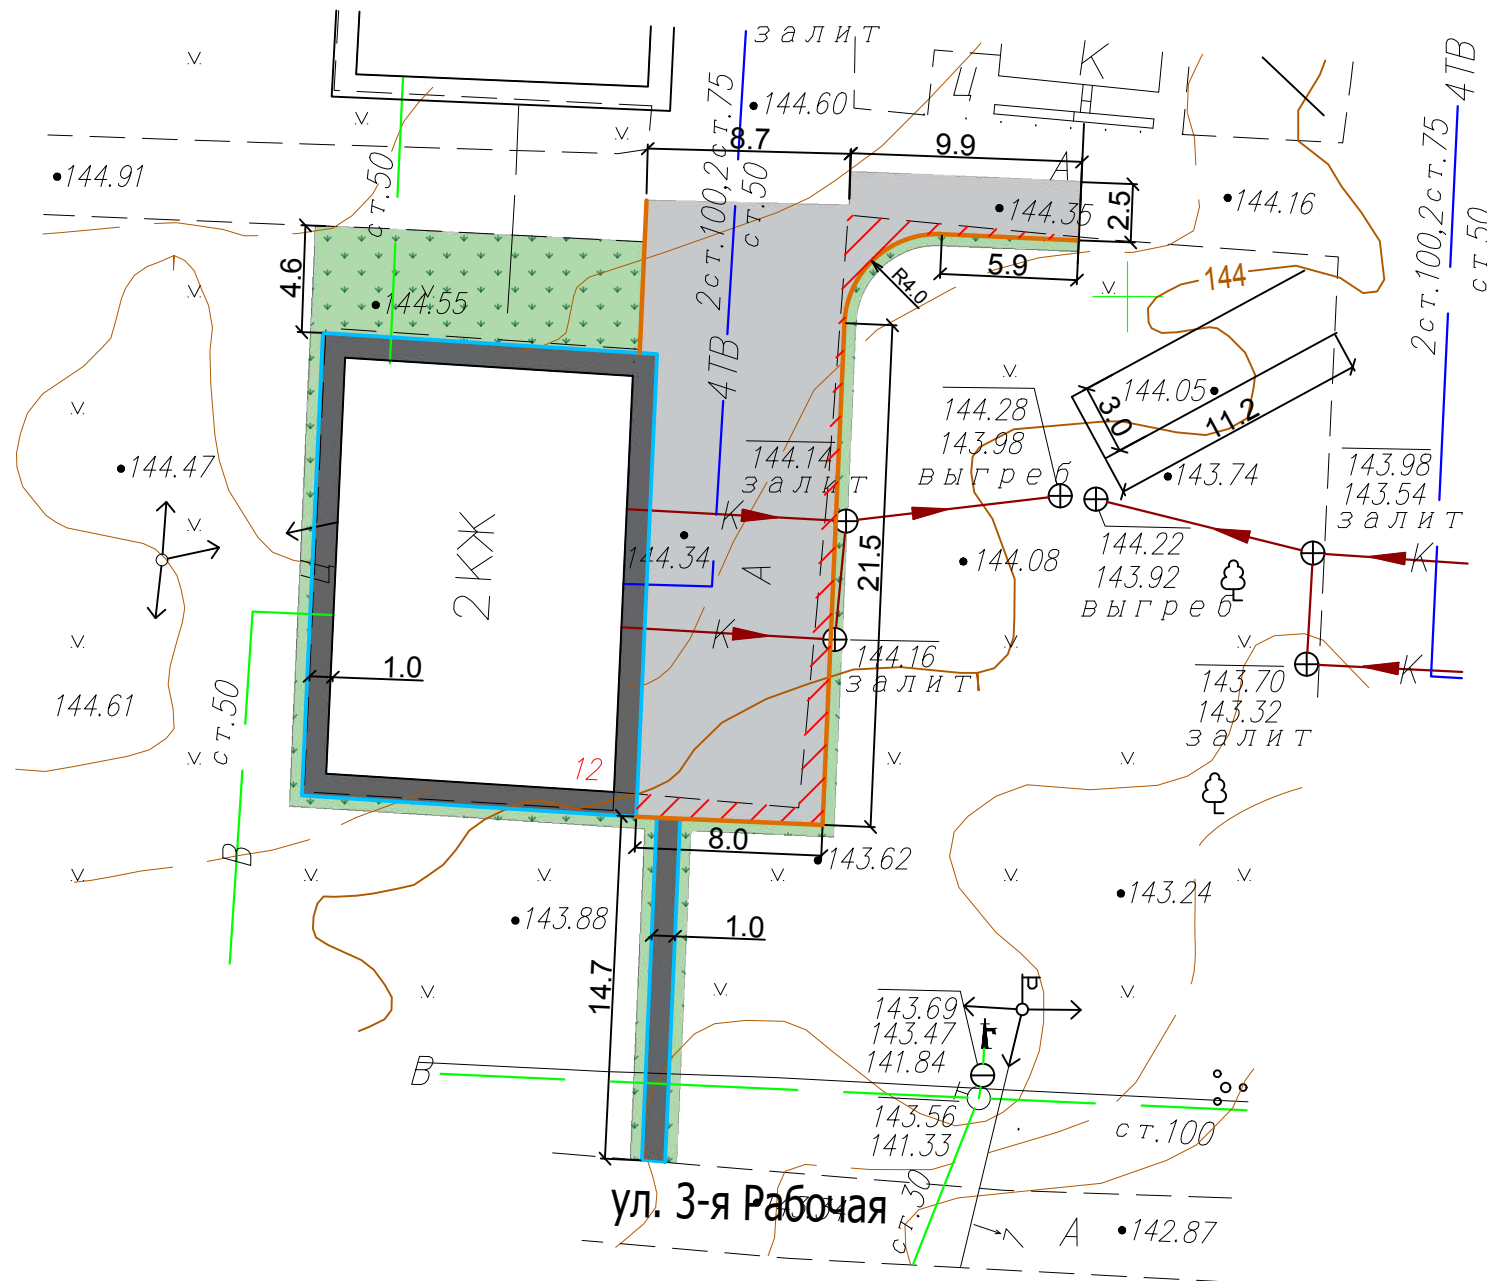 залит
К
Ц
4ТВ
144.60
2ст.100,2ст.75
ст.50
8.7
9.9
А
ст.50
144.91
144.35
2.5
144.16
2ст.100,2ст.75
ст.50
4.6
144.55
R4.0
5.9
144
4ТВ
144.05
3.0
11.2
144.28
143.98
выгреб
144.14
залит
144.47
143.74
143.98
143.54
залит
К
2КЖ
144.34
А
21.5
144.08
144.22
143.92
выгреб
К
К
144.16
залит
1.0
144.61
ст.50
К
143.70
143.32
залит
12
В
8.0
143.62
143.88
143.24
1.0
14.7
143.69
143.47
141.84
В
143.56
141.33
ст.100
ул. 3-я Рабочая
ст.30
А
142.87